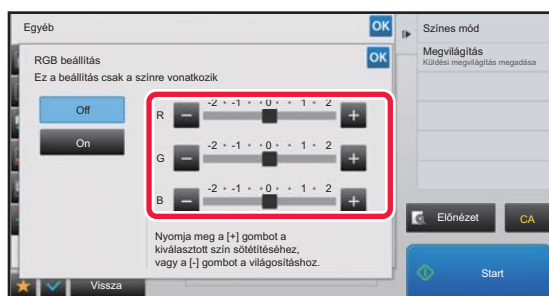 Egyéb
OK
Színes mód
Megvilágítás
Küldési megvilágítás megadása
RGB beállítás
OK
Ez a beállítás csak a színre vonatkozik
Off
On
-2 • -1 • •0• • 1 • 2
R - +
-2 • -1 • •0• • 1 • 2
G - +
-2 • -1 • •0• • 1 • 2
B - +
Nyomja meg a [+] gombot a
kiválasztott szín sötétítéséhez,
vagy a [-] gombot a világosításhoz.
Előnézet
CA
Vissza
Start